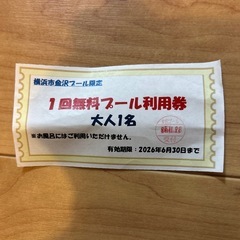 横浜市金沢プール限定
1回無料プール利用券
大人1名
※お風呂にはご利用いただけません。
有効期限：2026年6月30日まで